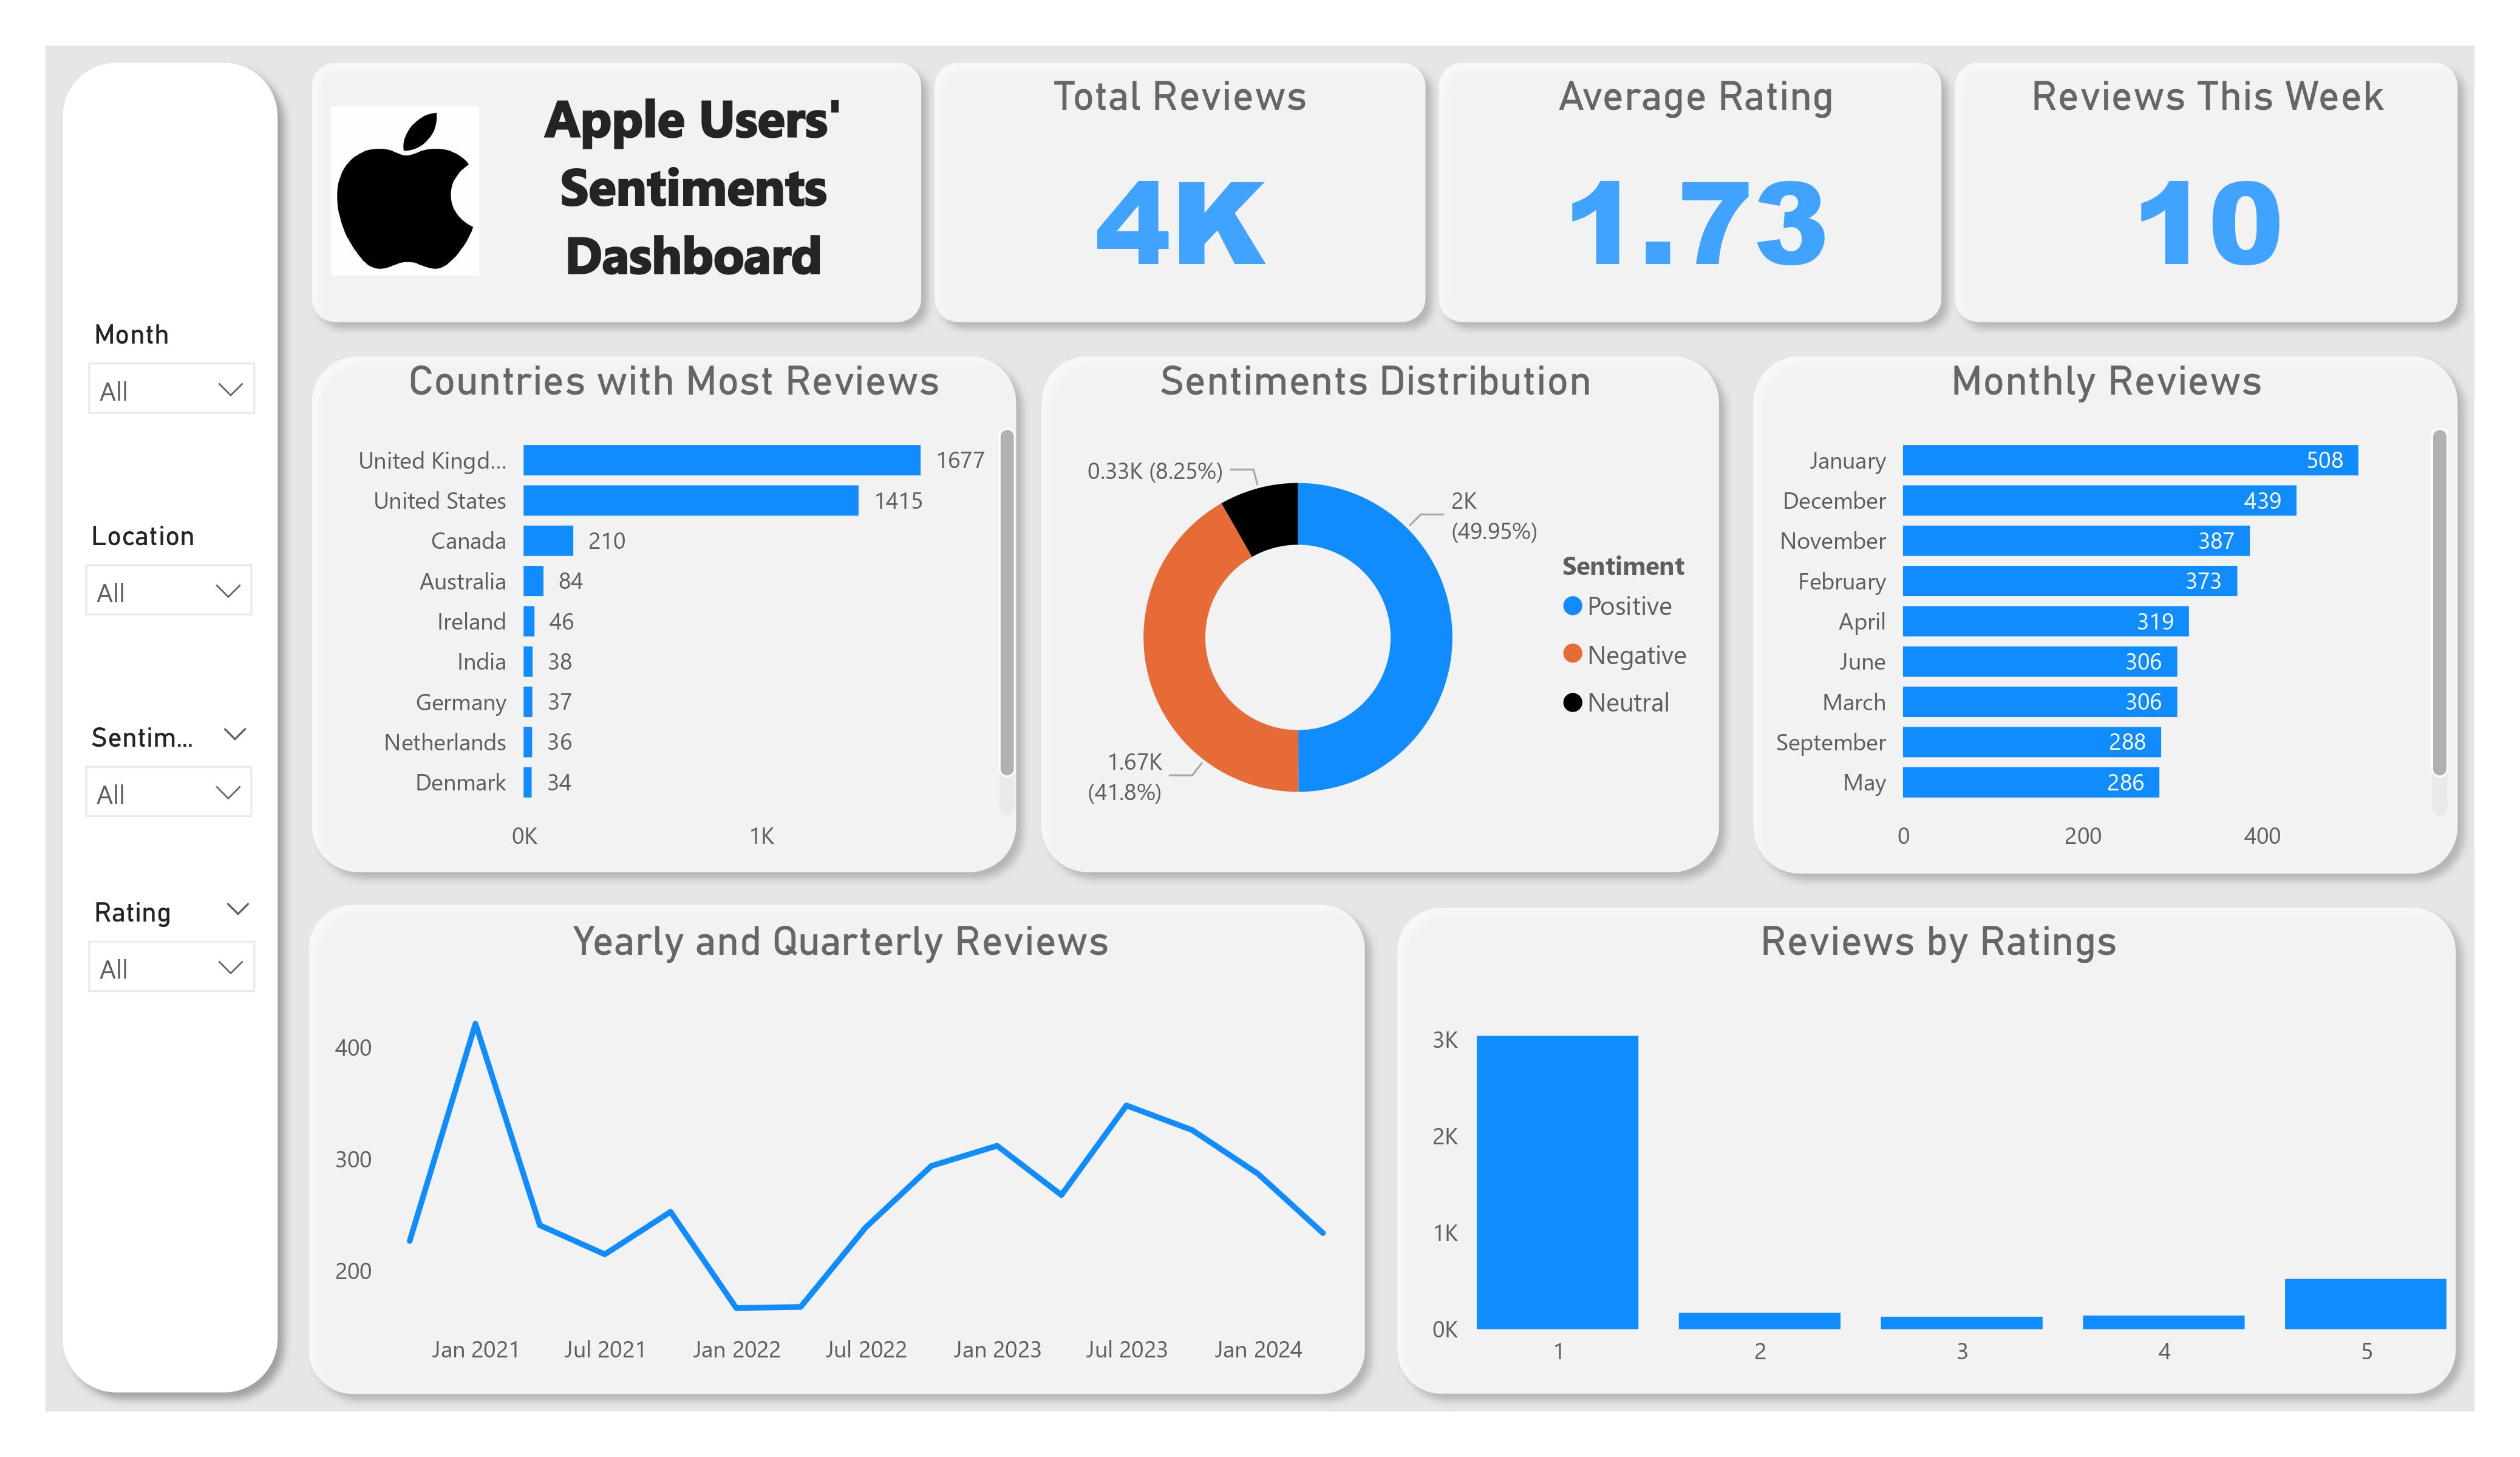 Apple Users'
Sentiments
Dashboard
Total Reviews
4K
Average Rating
1.73
Reviews This Week
10
Month
All
Location
All
Sentim...
All
Rating
All
Countries with Most Reviews
United Kingd... 1677
United States 1415
Canada 210
Australia 84
Ireland 46
India 38
Germany 37
Netherlands 36
Denmark 34
0K 1K
Sentiments Distribution
0.33K (8.25%)
2K
(49.95%)
1.67K
(41.8%)
Sentiment
Positive
Negative
Neutral
Monthly Reviews
January 508
December 439
November 387
February 373
April 319
June 306
March 306
September 288
May 286
0 200 400
Yearly and Quarterly Reviews
400
300
200
Jan 2021 Jul 2021 Jan 2022 Jul 2022 Jan 2023 Jul 2023 Jan 2024
Reviews by Ratings
3K
2K
1K
0K
1 2 3 4 5